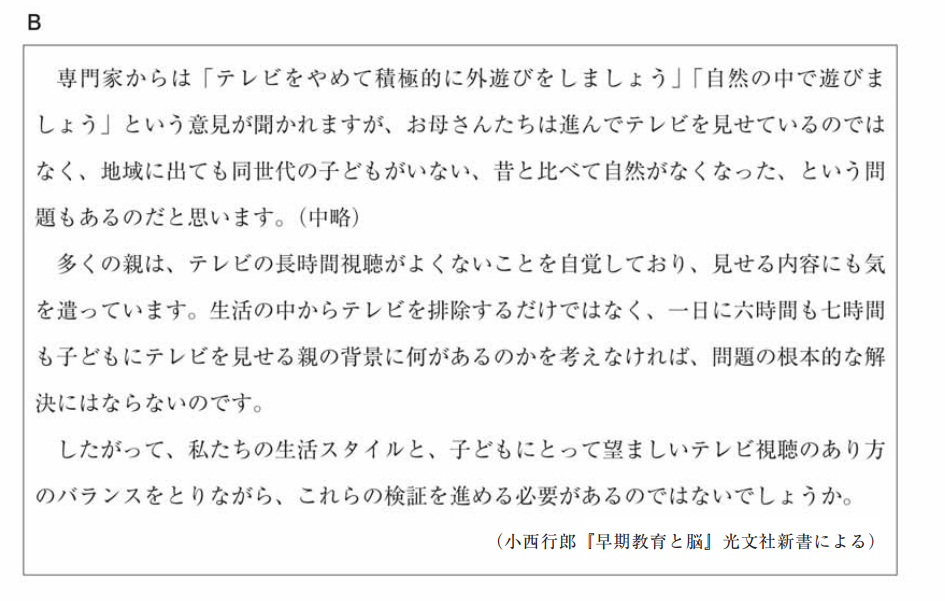 B
専門家からは「テレビをやめて積極的に外遊びをしましょう」「自然の中で遊びま
しょう」という意見が聞かれますが、お母さんたちは進んでテレビを見せているのでは
なく、地域に出ても同世代の子どもがいない、昔と比べて自然がなくなった、という問
題もあるのだと思います。（中略）
多くの親は、テレビの長時間視聴がよくないことを自覚しており、見せる内容にも気
を遣っています。生活の中からテレビを排除するだけではなく、一日に六時間も七時間
も子どもにテレビを見せる親の背景に何があるのかを考えなければ、問題の根本的な解
決にはならないのです。
したがって、私たちの生活スタイルと、子どもにとって望ましいテレビ視聴のあり方
のバランスをとりながら、これらの検証を進める必要があるのではないでしょうか。
（小西行郎『早期教育と脳』光文社新書による）